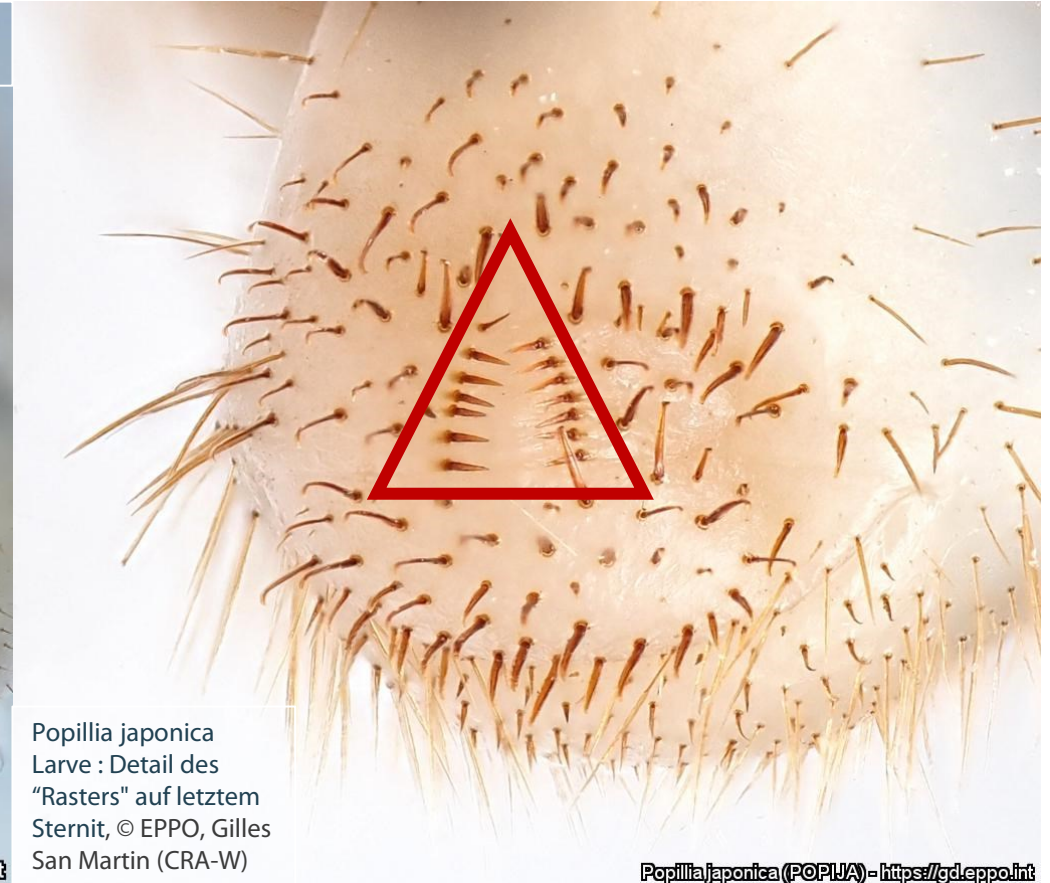 Popillia japonica
Larve : Detail des
“Rasters" auf letztem
Sternit, © EPPO, Gilles
San Martin (CRA-W)
Popillia japonica (POPIJA) - https://gd.eppo.int